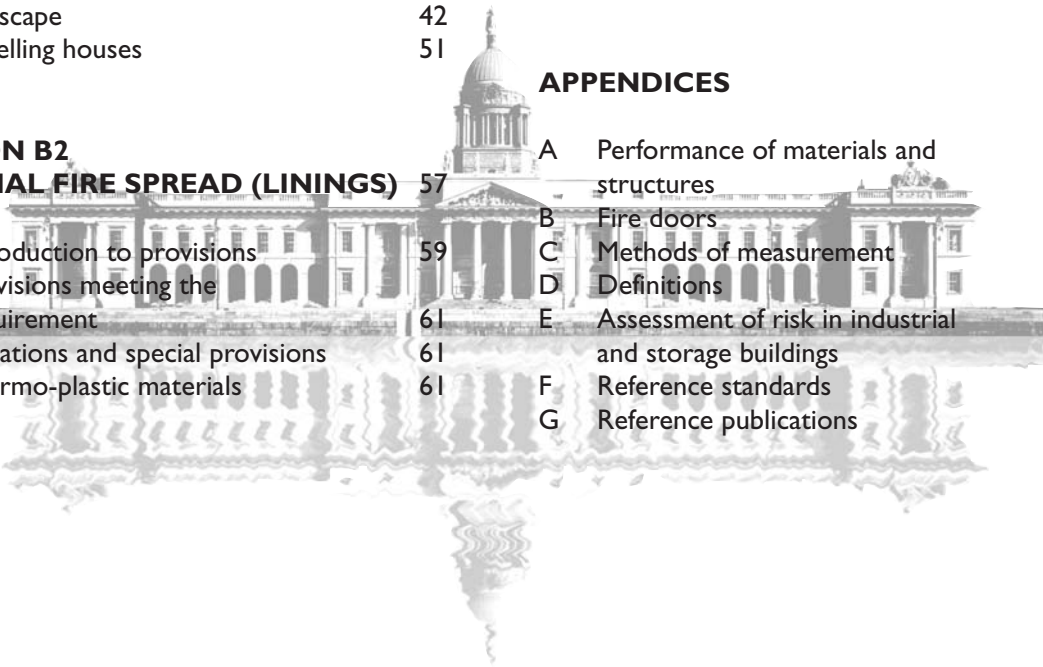 scape 42
elling houses 51
N B2
IAL FIRE SPREAD (LININGS) 57
oduction to provisions 59
visions meeting the
uirement 61
ations and special provisions 61
rmo-plastic materials 61
APPENDICES
A Performance of materials and
structures
B Fire doors
C Methods of measurement
D Definitions
E Assessment of risk in industrial
and storage buildings
F Reference standards
G Reference publications